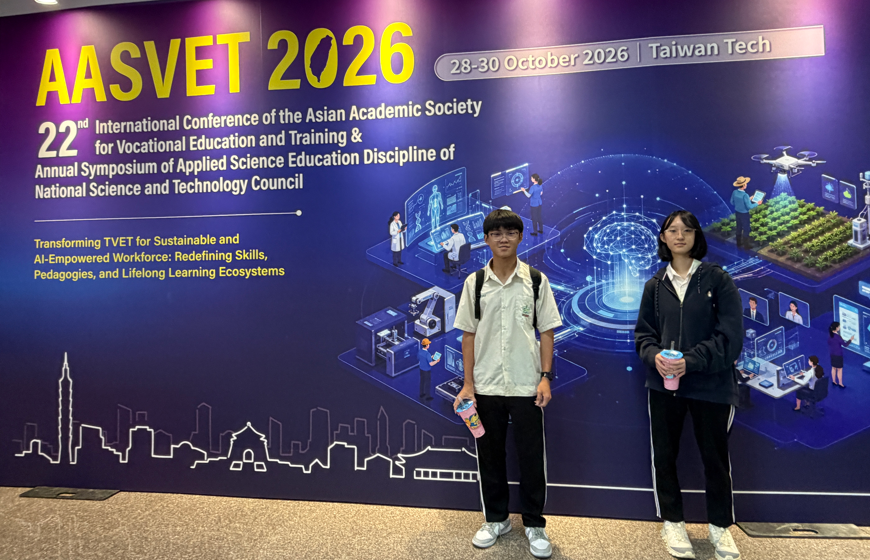 AASVET 2026
28-30 October 2026 | Taiwan Tech
22nd International Conference of the Asian Academic Society
for Vocational Education and Training &
Annual Symposium of Applied Science Education Discipline of
National Science and Technology Council
Transforming TVET for Sustainable and
AI-Empowered Workforce: Redefining Skills,
Pedagogies, and Lifelong Learning Ecosystems